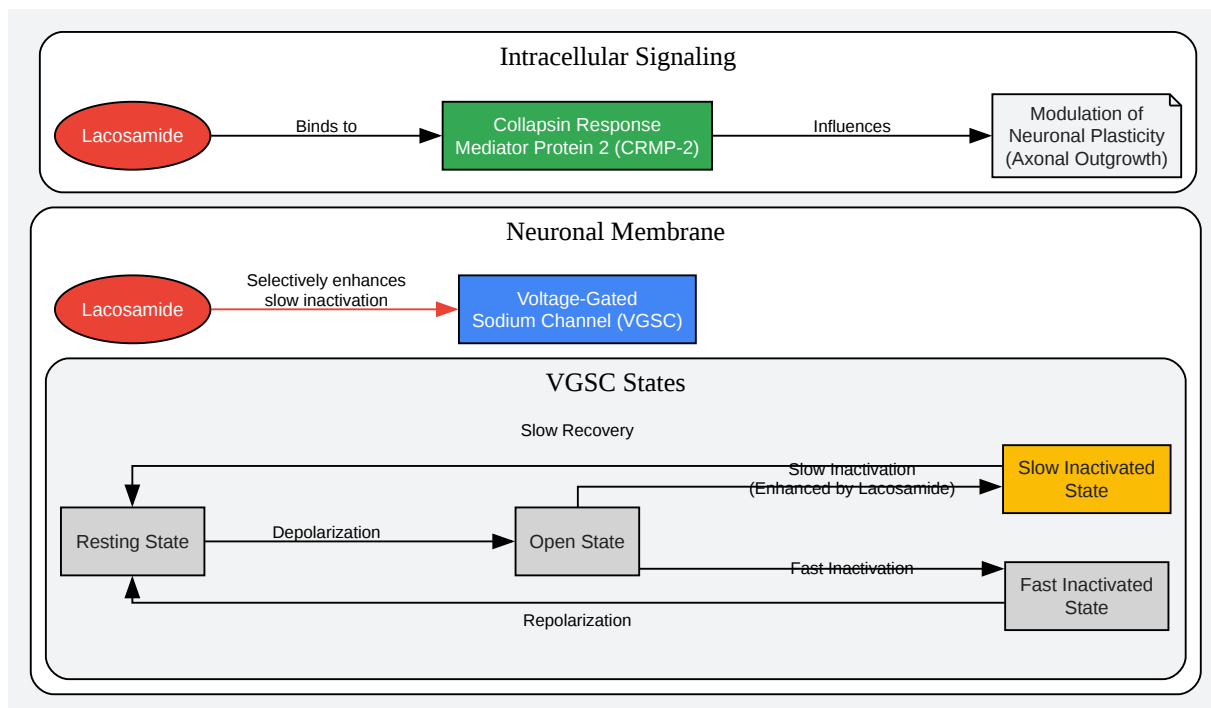 Intracellular Signaling
Lacosamide
Binds to
Collapsin Response
Mediator Protein 2 (CRMP-2)
Influences
Modulation of
Neuronal Plasticity
(Axonal Outgrowth)
Neuronal Membrane
Lacosamide
Selectively enhances
slow inactivation
Voltage-Gated
Sodium Channel (VGSC)
VGSC States
Slow Recovery
Slow Inactivation
(Enhanced by Lacosamide)
Slow Inactivated
State
Resting State
Depolarization
Open State
Fast Inactivation
Fast Inactivated
State
Repolarization